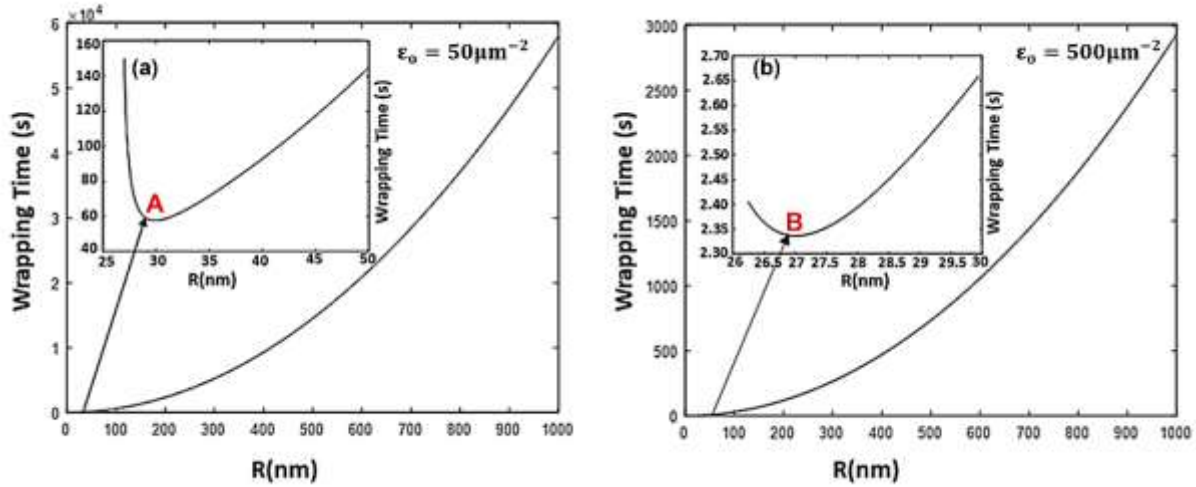 6 ×10⁴
5
4
3
2
1
0
Wrapping Time (s)
0 100 200 300 400 500 600 700 800 900 1000
R(nm)
εₒ = 50μm⁻²
(a)
160
140
120
100
80
60
40
25 30 35 40 45 50
R(nm)
Wrapping Time (s)
A
3000
2500
2000
1500
1000
500
0
Wrapping Time (s)
0 100 200 300 400 500 600 700 800 900 1000
R(nm)
εₒ = 500μm⁻²
(b)
2.70
2.65
2.60
2.55
2.50
2.45
2.40
2.35
2.30
26 26.5 27 27.5 28 28.5 29 29.5 30
R(nm)
Wrapping Time (s)
B